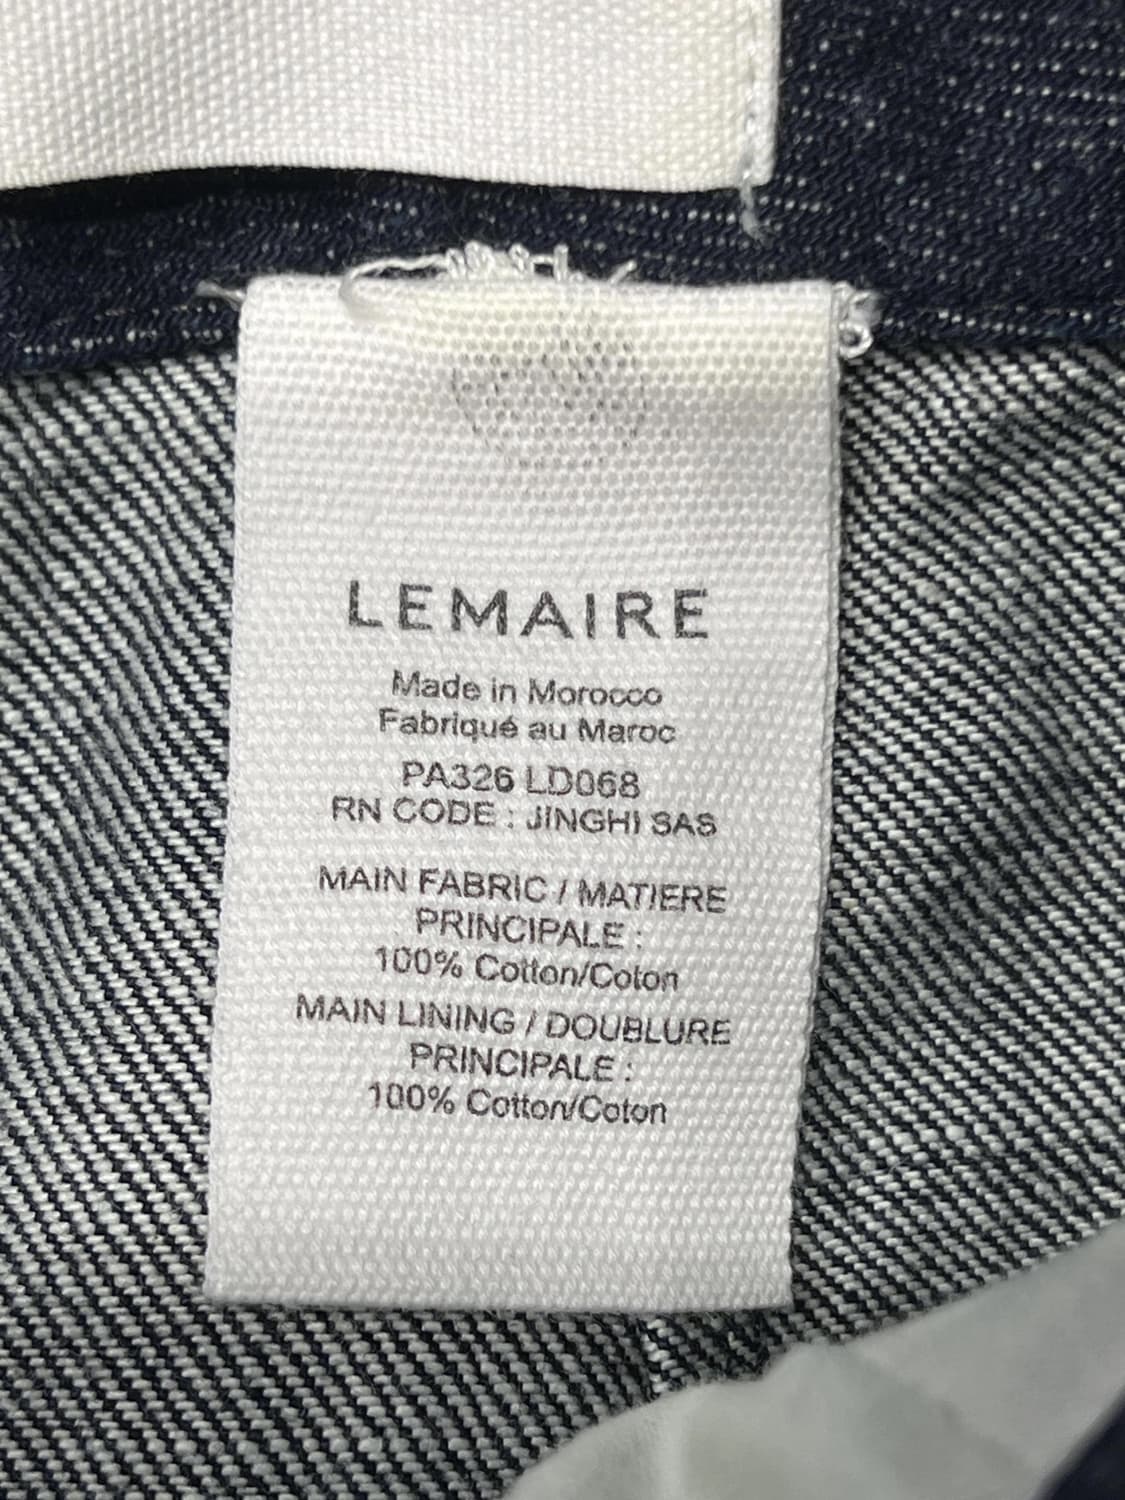 LEMAIRE
Made in Morocco
Fabriqué au Maroc
PA326 LD068
RN CODE : JINGHI SAS
MAIN FABRIC / MATIERE
PRINCIPALE :
100% Cotton/Coton
MAIN LINING / DOUBLURE
PRINCIPALE :
100% Cotton/Coton